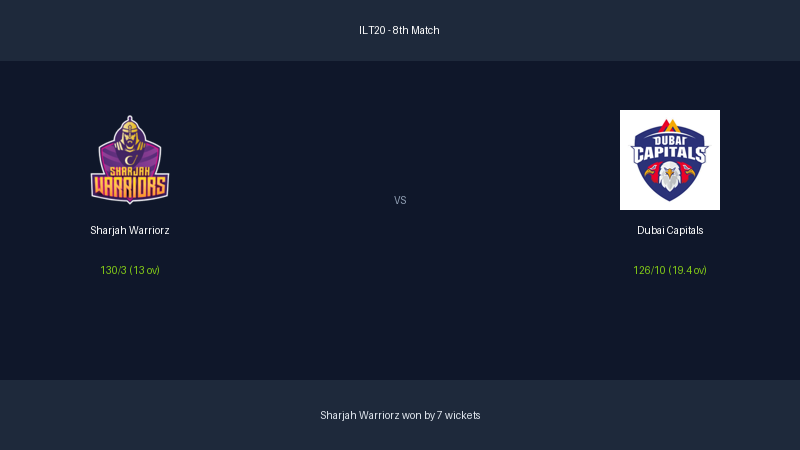 ILT20 - 8th Match
SHARJAH
WARRIORS
DUBAI
CAPITALS
VS
Sharjah Warriorz
Dubai Capitals
130/3 (13 ov)
126/10 (19.4 ov)
Sharjah Warriorz won by 7 wickets